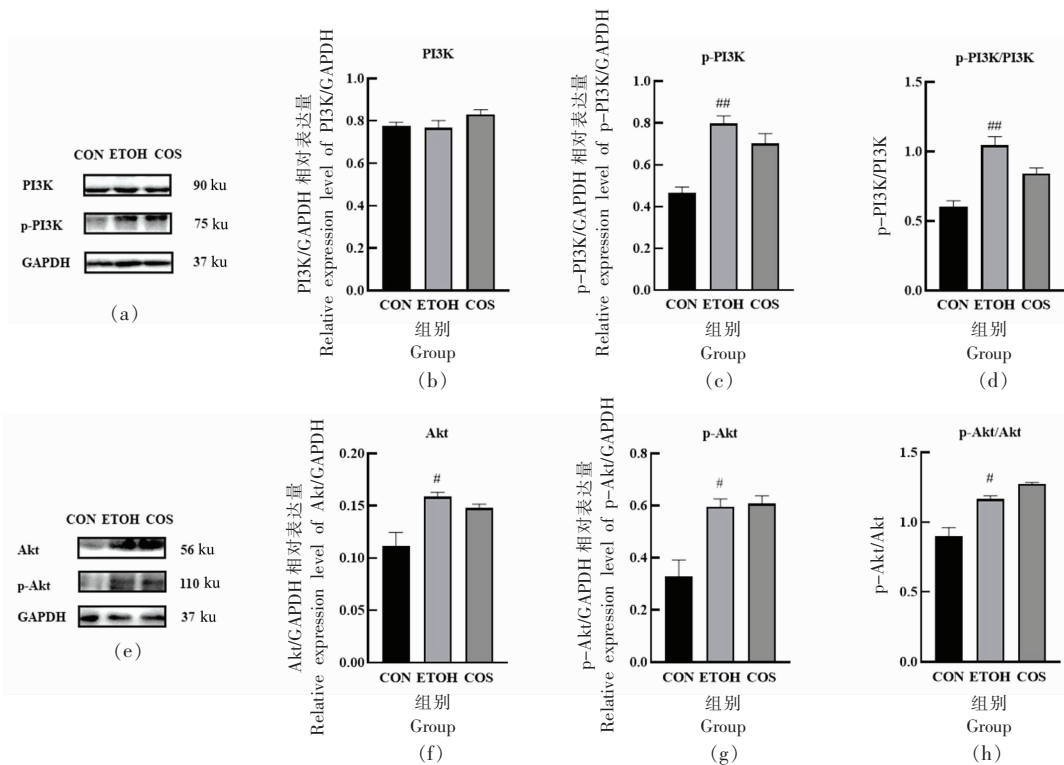 CON ETOH COS
PI3K
90 ku
p-PI3K
75 ku
GAPDH
37 ku
(a)
PI3K
PI3K/GAPDH 相对表达量
Relative expression level of PI3K/GAPDH
1.0
0.8
0.6
0.4
0.2
0.0
CON ETOH COS
组别
Group
(b)
p-PI3K
p-PI3K/GAPDH 相对表达量
Relative expression level of p-PI3K/GAPDH
1.0
0.8
0.6
0.4
0.2
0.0
##
CON ETOH COS
组别
Group
(c)
p-PI3K/PI3K
p-PI3K/PI3K
1.5
1.0
0.5
0.0
##
CON ETOH COS
组别
Group
(d)
CON ETOH COS
Akt
56 ku
p-Akt
110 ku
GAPDH
37 ku
(e)
Akt
Akt/GAPDH 相对表达量
Relative expression level of Akt/GAPDH
0.20
0.15
0.10
0.05
0.00
#
CON ETOH COS
组别
Group
(f)
p-Akt
p-Akt/GAPDH 相对表达量
Relative expression level of p-Akt/GAPDH
0.8
0.6
0.4
0.2
0.0
#
CON ETOH COS
组别
Group
(g)
p-Akt/Akt
p-Akt/Akt
1.5
1.0
0.5
0.0
#
CON ETOH COS
组别
Group
(h)